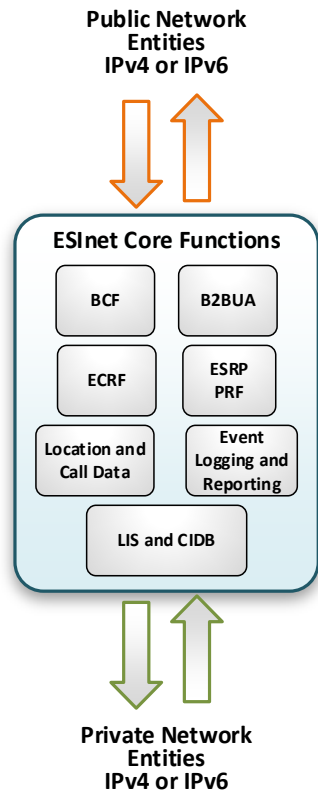 Public Network
Entities
IPv4 or IPv6
ESInet Core Functions
BCF
B2BUA
ECRF
ESRP
PRF
Location and
Call Data
Event
Logging and
Reporting
LIS and CIDB
Private Network
Entities
IPv4 or IPv6